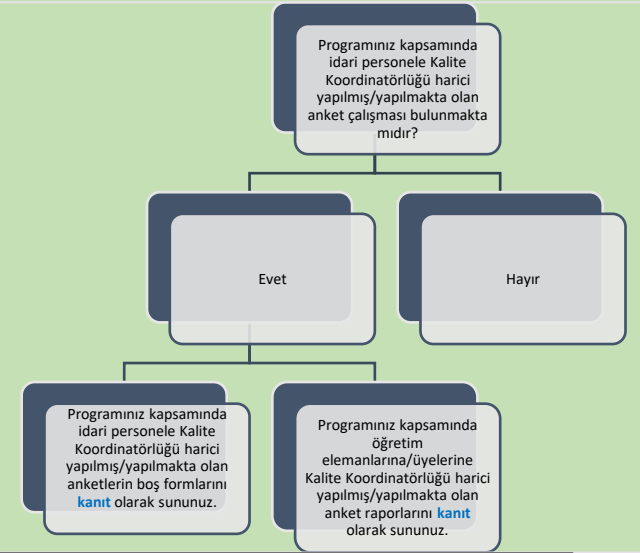 Programınız kapsamında
idari personele Kalite
Koordinatörlüğü harici
yapılmış/yapılmakta olan
anket çalışması bulunmakta
mıdır?
Evet
Hayır
Programınız kapsamında
idari personele Kalite
Koordinatörlüğü harici
yapılmış/yapılmakta olan
anketlerin boş formlarını
kanıt olarak sununuz.
Programınız kapsamında
öğretim
elemanlarına/üyelerine
Kalite Koordinatörlüğü harici
yapılmış/yapılmakta olan
anket raporlarını kanıt
olarak sununuz.